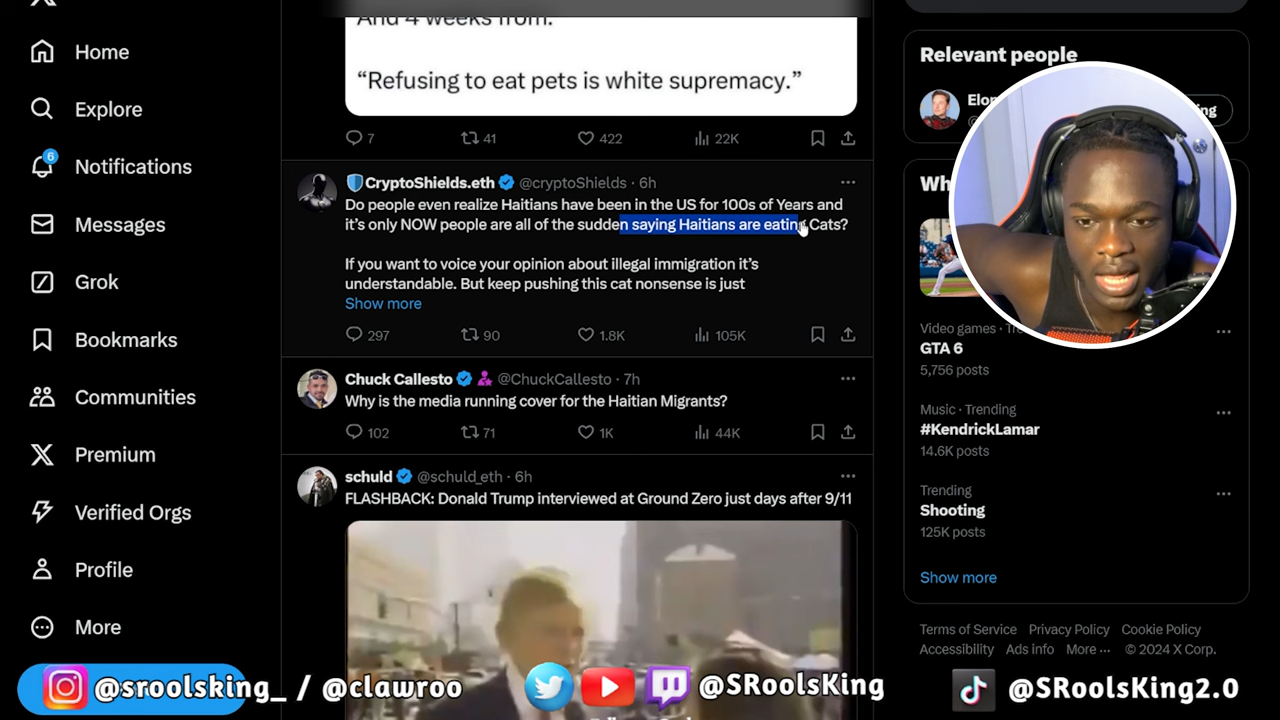 Home
Explore
6
Notifications
Messages
Grok
Bookmarks
Communities
Premium
Verified Orgs
Profile
More
@sroolsking_ / @clawroo
And 4 weeks from:
“Refusing to eat pets is white supremacy.”
7 41 422 22K
CryptoShields.eth @cryptoShields · 6h
Do people even realize Haitians have been in the US for 100s of Years and
it’s only NOW people are all of the sudden saying Haitians are eating Cats?
If you want to voice your opinion about illegal immigration it’s
understandable. But keep pushing this cat nonsense is just
Show more
297 90 1.8K 105K
Chuck Callesto @ChuckCallesto · 7h
Why is the media running cover for the Haitian Migrants?
102 71 1K 44K
schuld @schuld_eth · 6h
FLASHBACK: Donald Trump interviewed at Ground Zero just days after 9/11
@SRoolsKing
Relevant people
Video games ·
GTA 6
5,756 posts
Music · Trending
#KendrickLamar
14.6K posts
Trending
Shooting
125K posts
Show more
Terms of Service Privacy Policy Cookie Policy
Accessibility Ads info More ··· © 2024 X Corp.
@SRoolsKing2.0